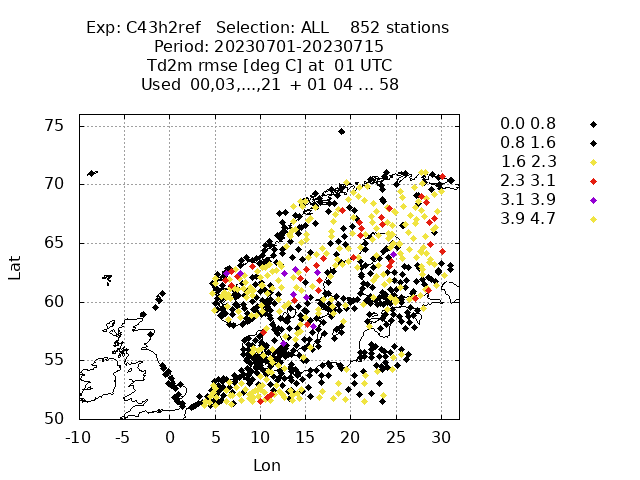 Exp: C43h2ref   Selection: ALL    852 stations
Period: 20230701-20230715
Td2m rmse [deg C] at  01 UTC
Used  00,03,...,21  + 01 04 ... 58
0.0 0.8
0.8 1.6
1.6 2.3
2.3 3.1
3.1 3.9
3.9 4.7
75
70
65
60
55
50
Lat
-10 -5 0 5 10 15 20 25 30
Lon